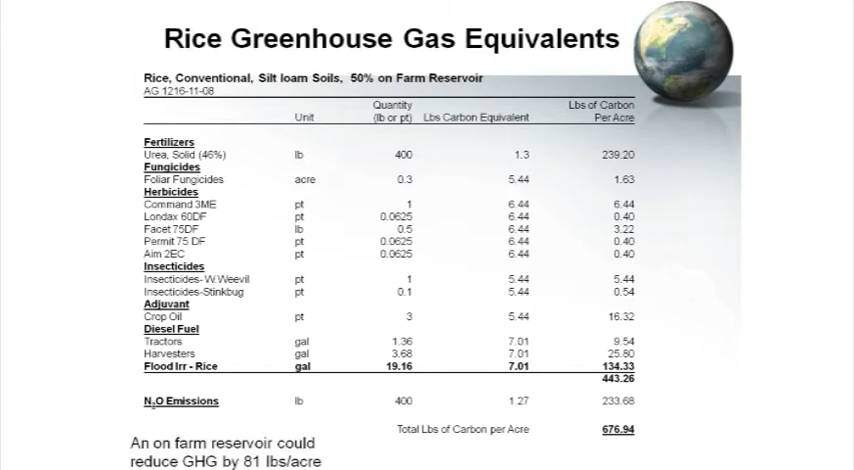 Rice Greenhouse Gas Equivalents
Rice, Conventional, Silt loam Soils, 50% on Farm Reservoir
AG 1216-11-08
Unit Quantity (lb or pt) Lbs Carbon Equivalent Lbs of Carbon Per Acre
Fertilizers
Urea, Solid (46%) lb 400 1.3 239.20
Fungicides
Foliar Fungicides acre 0.3 5.44 1.63
Herbicides
Command 3ME pt 1 6.44 6.44
Londax 60DF pt 0.0625 6.44 0.40
Facet 75DF lb 0.5 6.44 3.22
Permit 75 DF pt 0.0625 6.44 0.40
Aim 2EC pt 0.0625 6.44 0.40
Insecticides
Insecticides- W.Weevil pt 1 5.44 5.44
Insecticides-Stinkbug pt 0.1 5.44 0.54
Adjuvant
Crop Oil pt 3 5.44 16.32
Diesel Fuel
Tractors gal 1.36 7.01 9.54
Harvesters gal 3.68 7.01 25.80
Flood Irr - Rice gal 19.16 7.01 134.33
443.26
N2O Emissions lb 400 1.27 233.68
Total Lbs of Carbon per Acre 676.94
An on farm reservoir could
reduce GHG by 81 lbs/acre